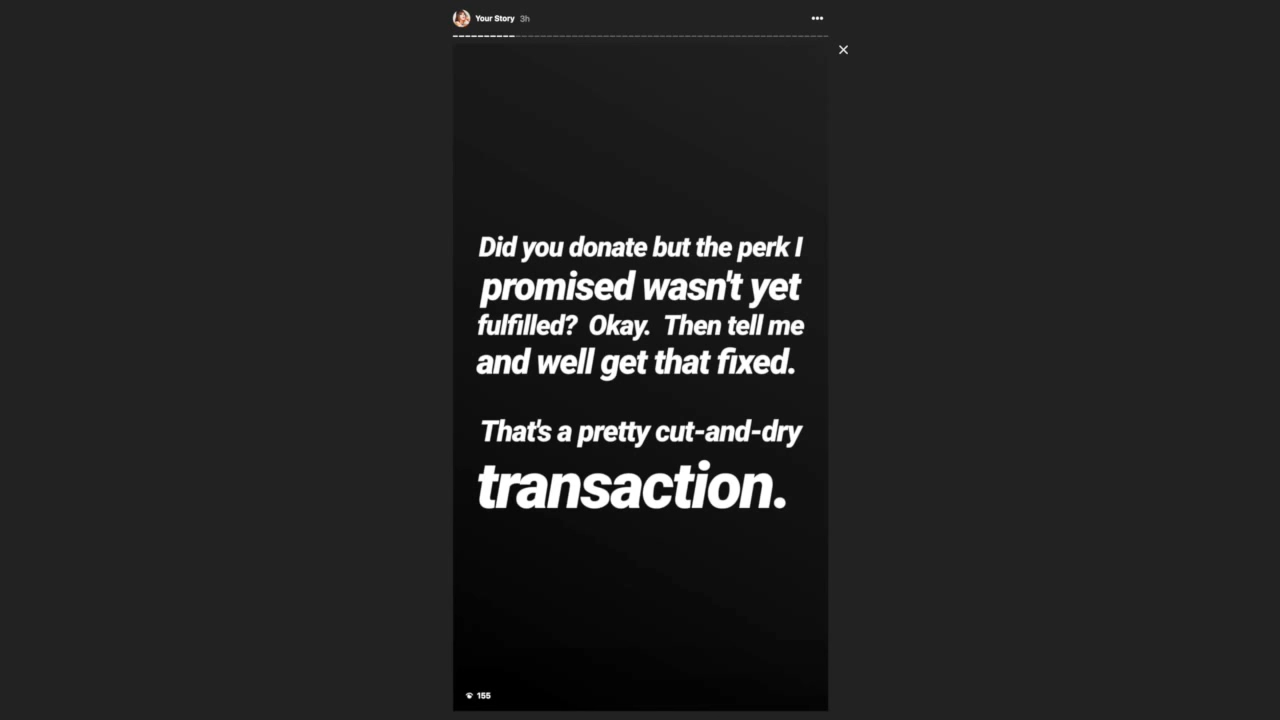 Your Story 3h
Did you donate but the perk I
promised wasn't yet
fulfilled? Okay. Then tell me
and well get that fixed.
That's a pretty cut-and-dry
transaction.
155